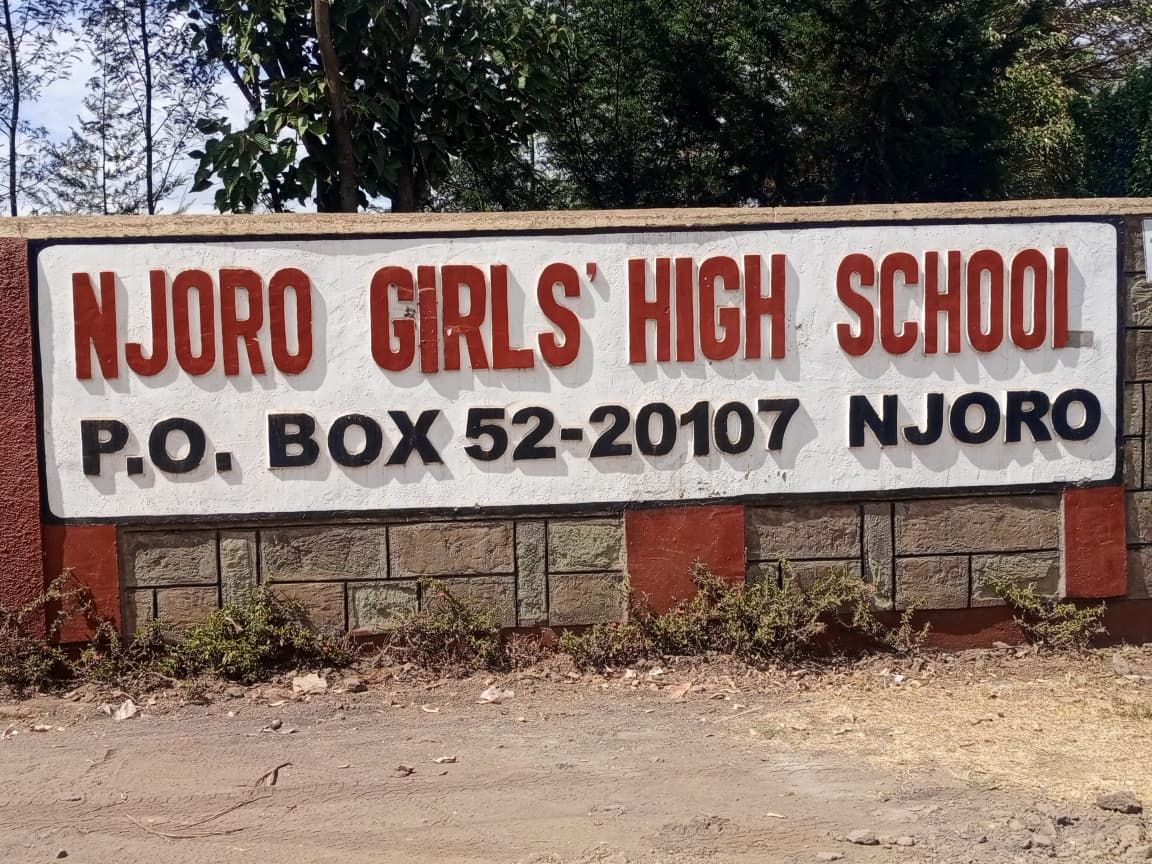 NJORO GIRLS' HIGH SCHOOL
P.O. BOX 52-20107 NJORO